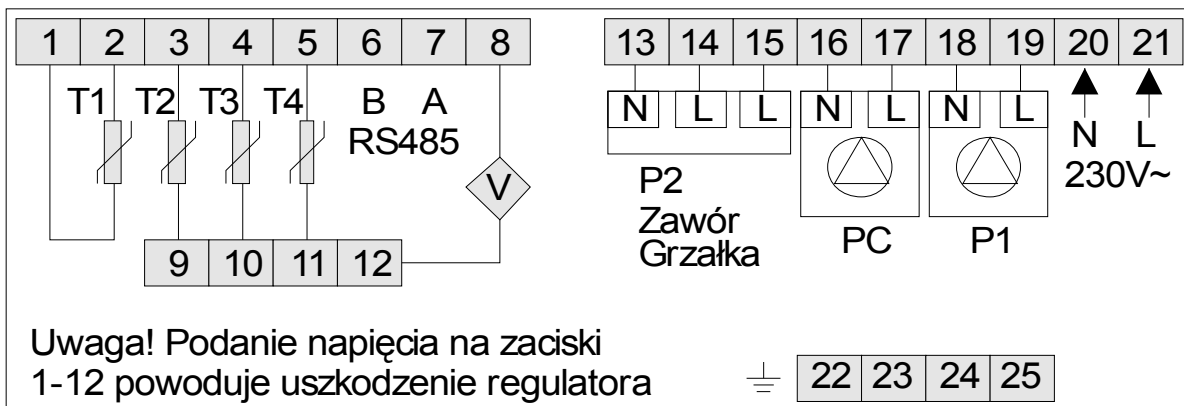 1 2 3 4 5 6 7 8
13 14 15 16 17 18 19 20 21
T1 T2 T3 T4 B A
RS485
V
9 10 11 12
N L L N L N L
N L
230V~
P2
Zawór
Grzałka
PC
P1
Uwaga! Podanie napięcia na zaciski
1-12 powoduje uszkodzenie regulatora
22 23 24 25